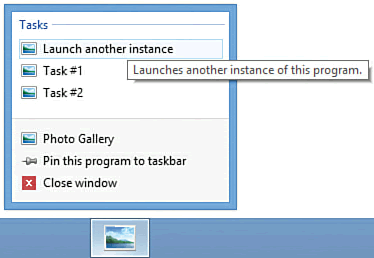 Tasks
Launch another instance
Launches another instance of this program.
Task #1
Task #2
Photo Gallery
Pin this program to taskbar
Close window